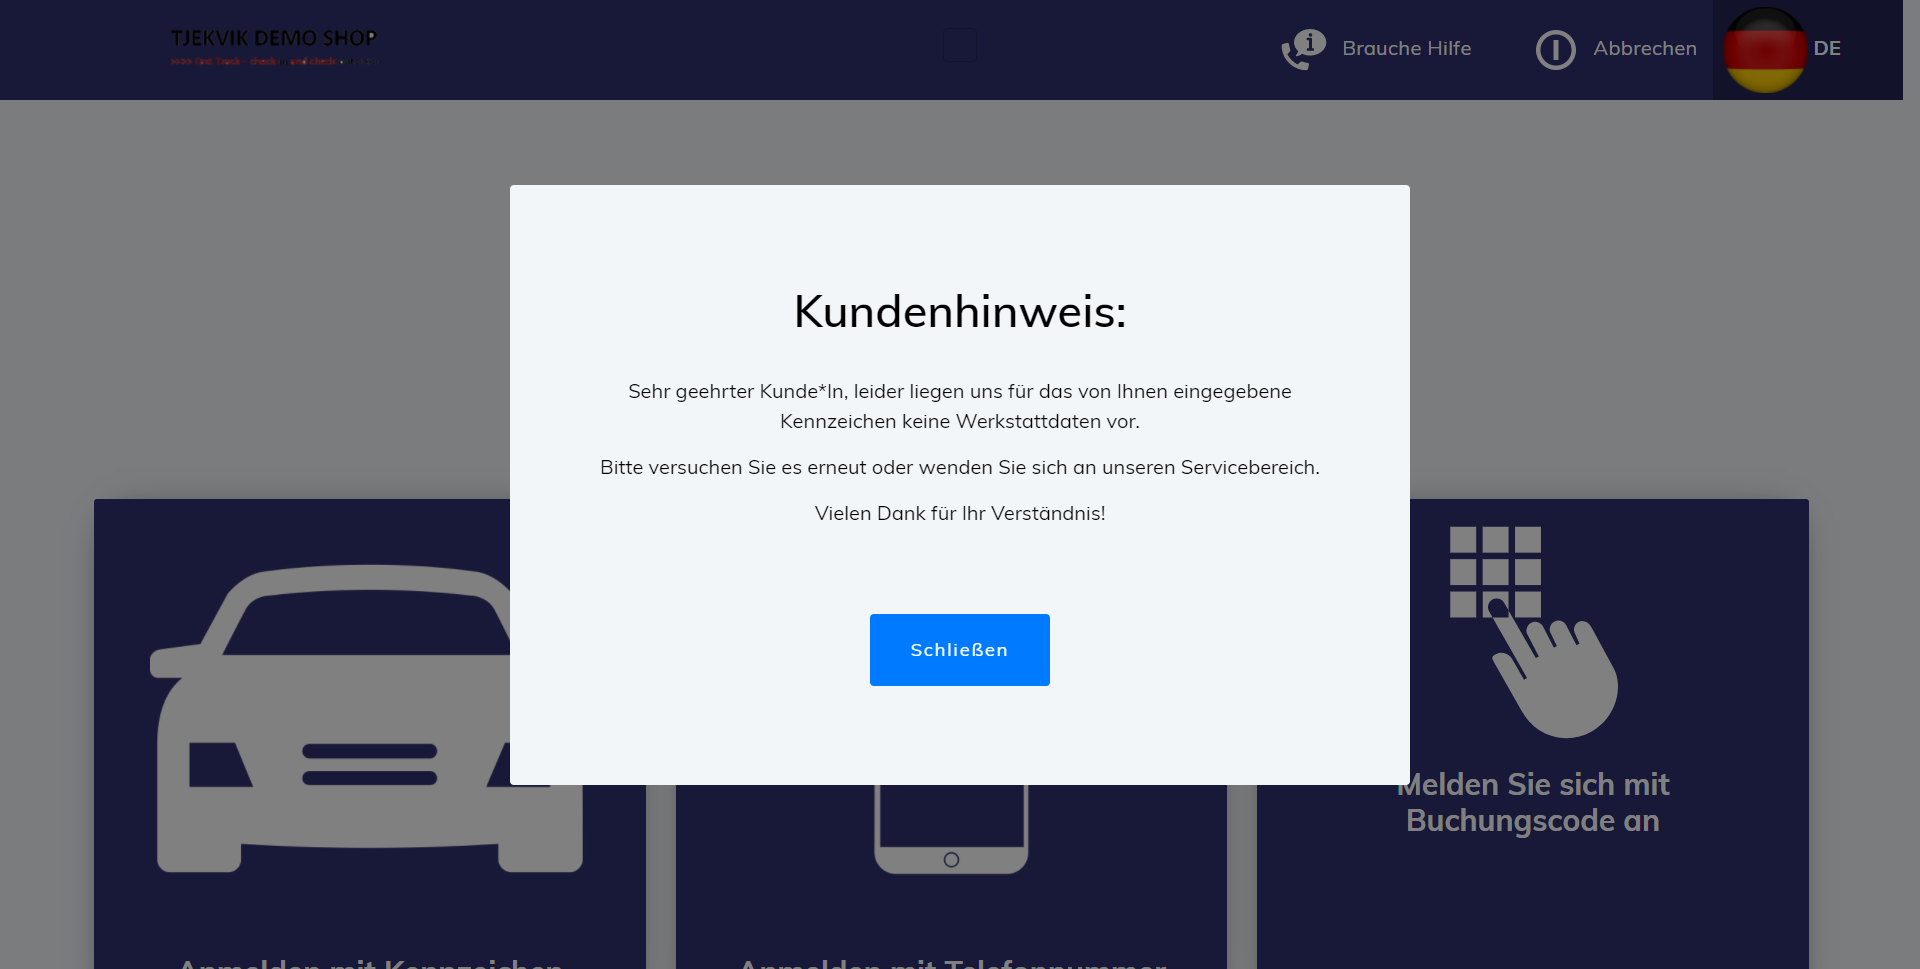 TJEKVIK DEMO SHOP
Brauche Hilfe
Abbrechen
DE
Kundenhinweis:
Sehr geehrter Kunde*In, leider liegen uns für das von Ihnen eingegebene
Kennzeichen keine Werkstattdaten vor.
Bitte versuchen Sie es erneut oder wenden Sie sich an unseren Servicebereich.
Vielen Dank für Ihr Verständnis!
Schließen
Melden Sie sich mit
Buchungscode an
Anmelden mit Kennzeichen
Anmelden mit Telefonnummer